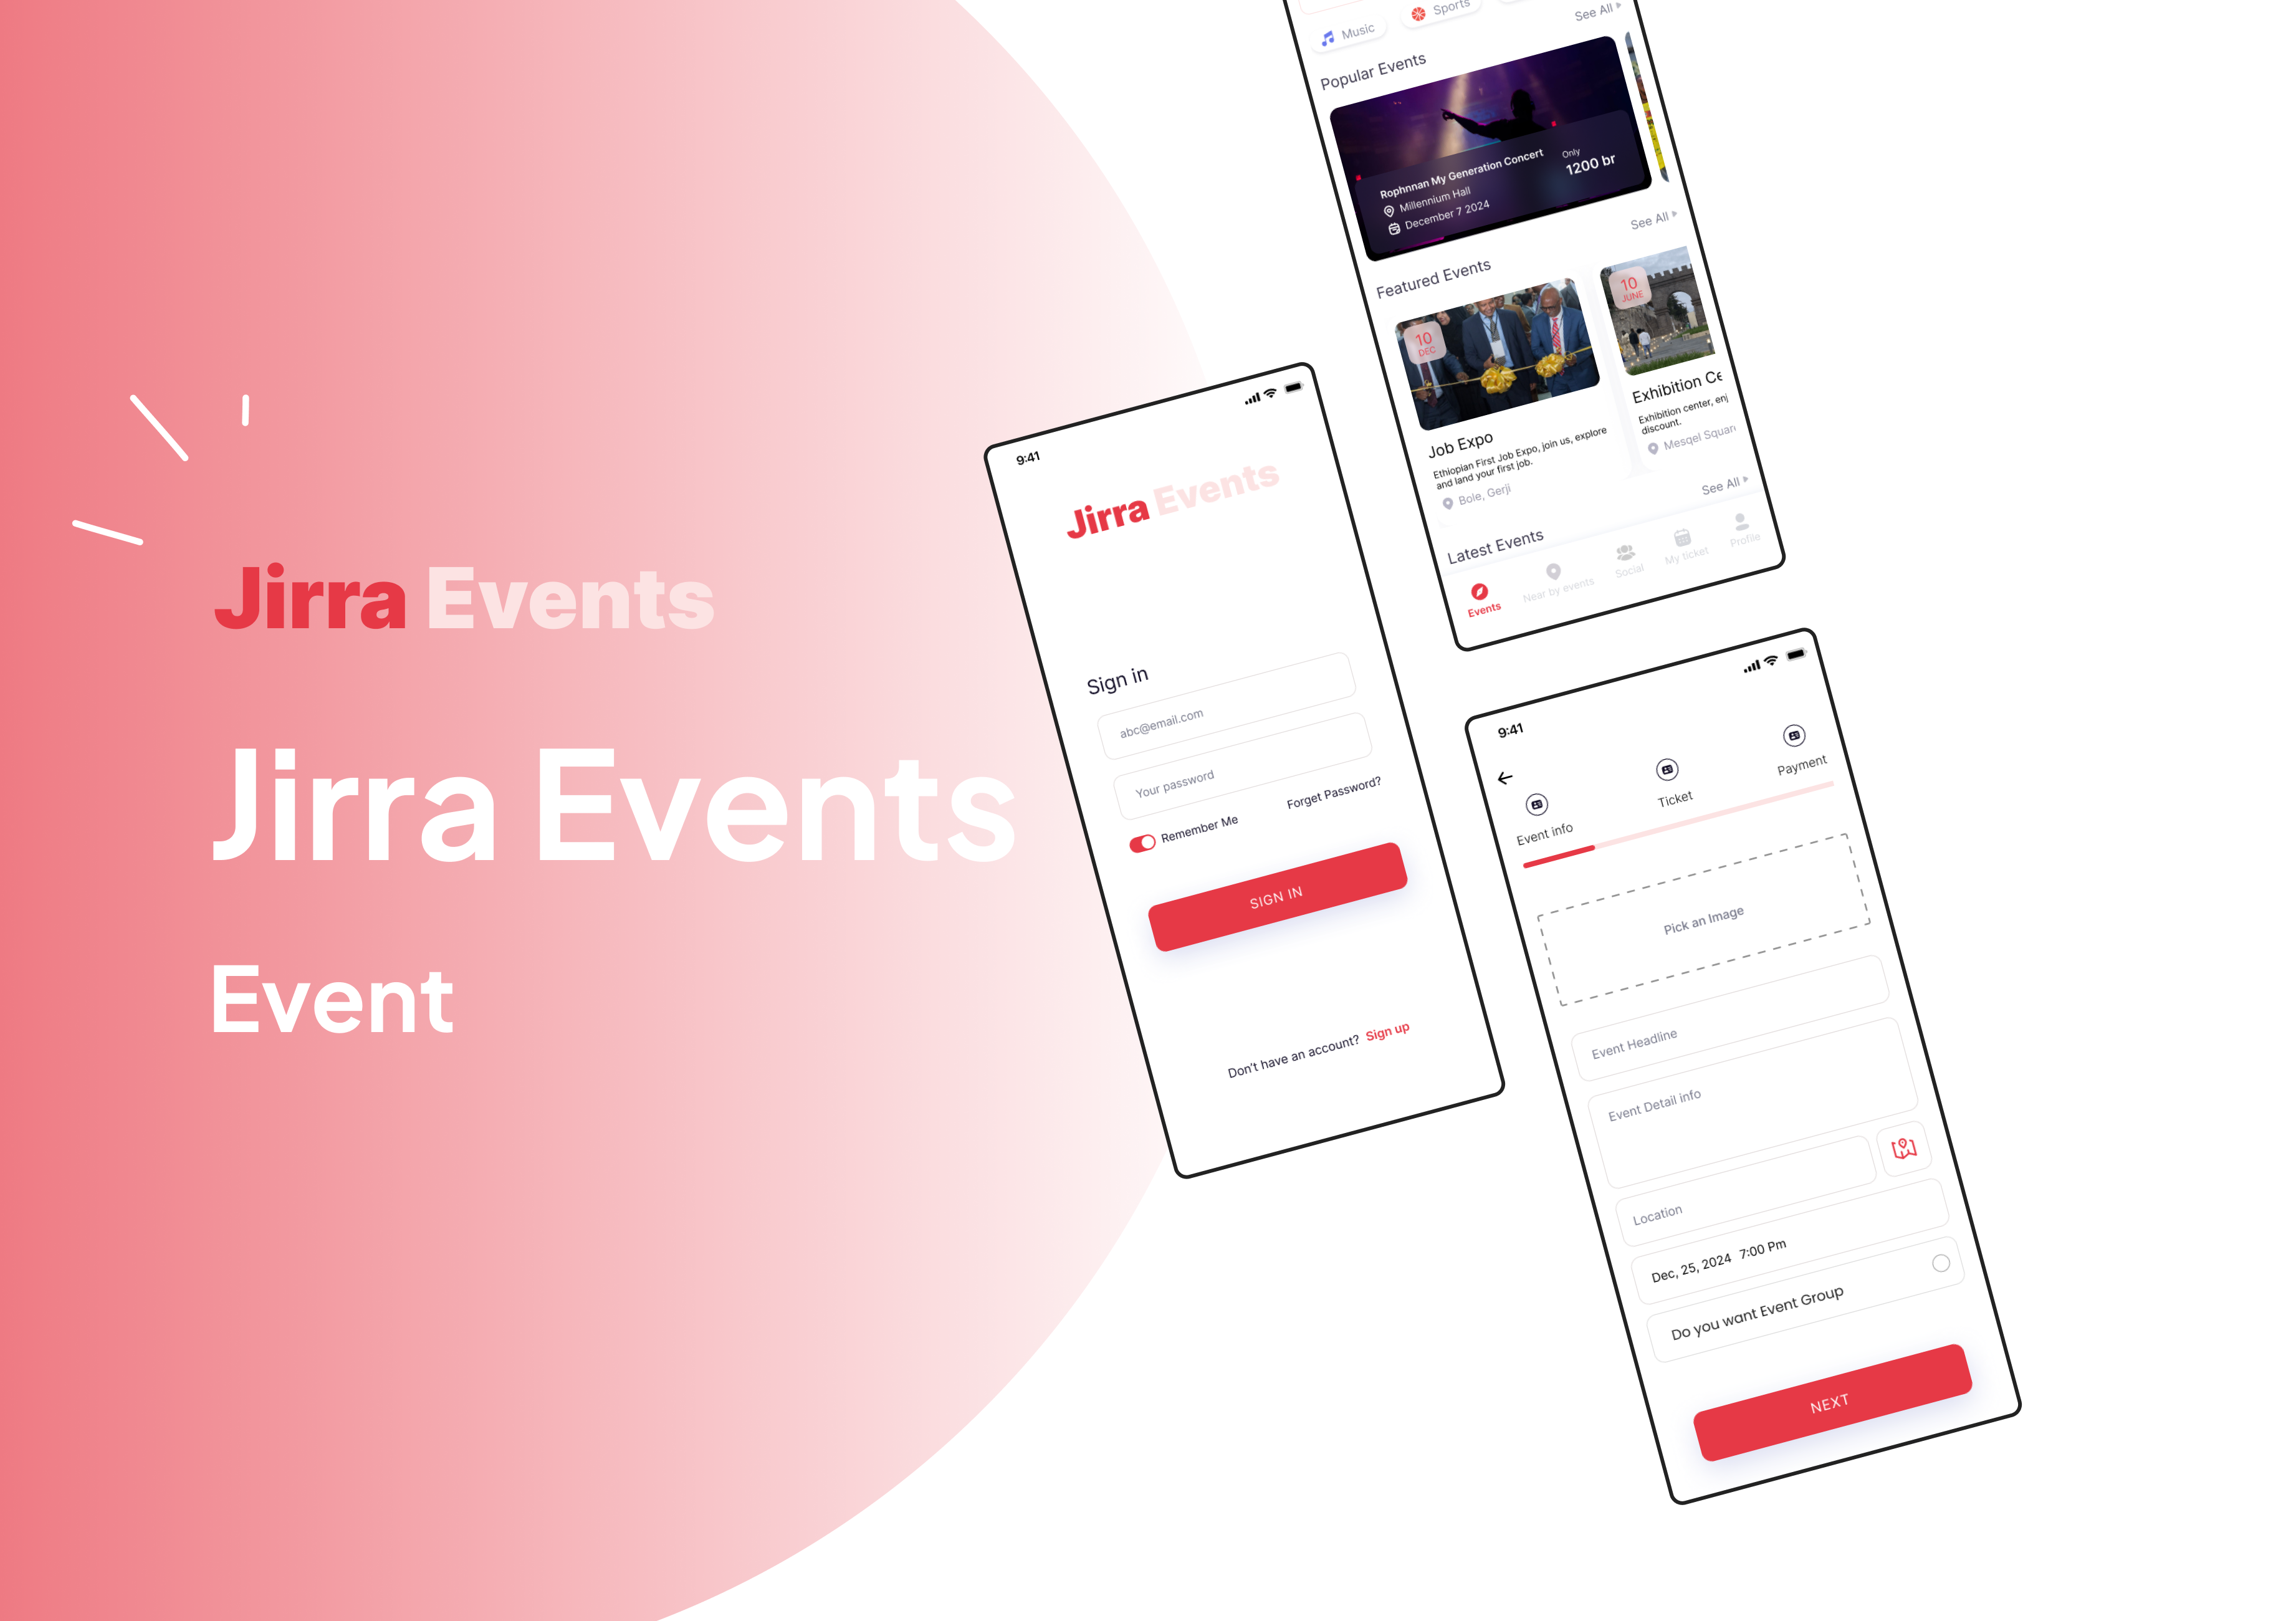 Jirra Events
Jirra Events
Event
9:41
Jirra Events
Sign in
abc@email.com
Your password
Remember Me
Forget Password?
SIGN IN
Don't have an account? Sign up
Music
Sports
See All
Popular Events
Rophnnan My Generation Concert
Millennium Hall
December 7 2024
Only
1200 br
See All
Featured Events
10
DEC
Job Expo
Ethiopian First Job Expo, join us, explore
and land your first job.
Bole, Gerji
10
JUNE
Exhibition Ce
Exhibition center, enj
discount.
Mesqel Squar
See All
Latest Events
Events
Near by events
Social
My ticket
Profile
9:41
Event info
Ticket
Payment
Pick an Image
Event Headline
Event Detail info
Location
Dec, 25, 2024 7:00 Pm
Do you want Event Group
NEXT